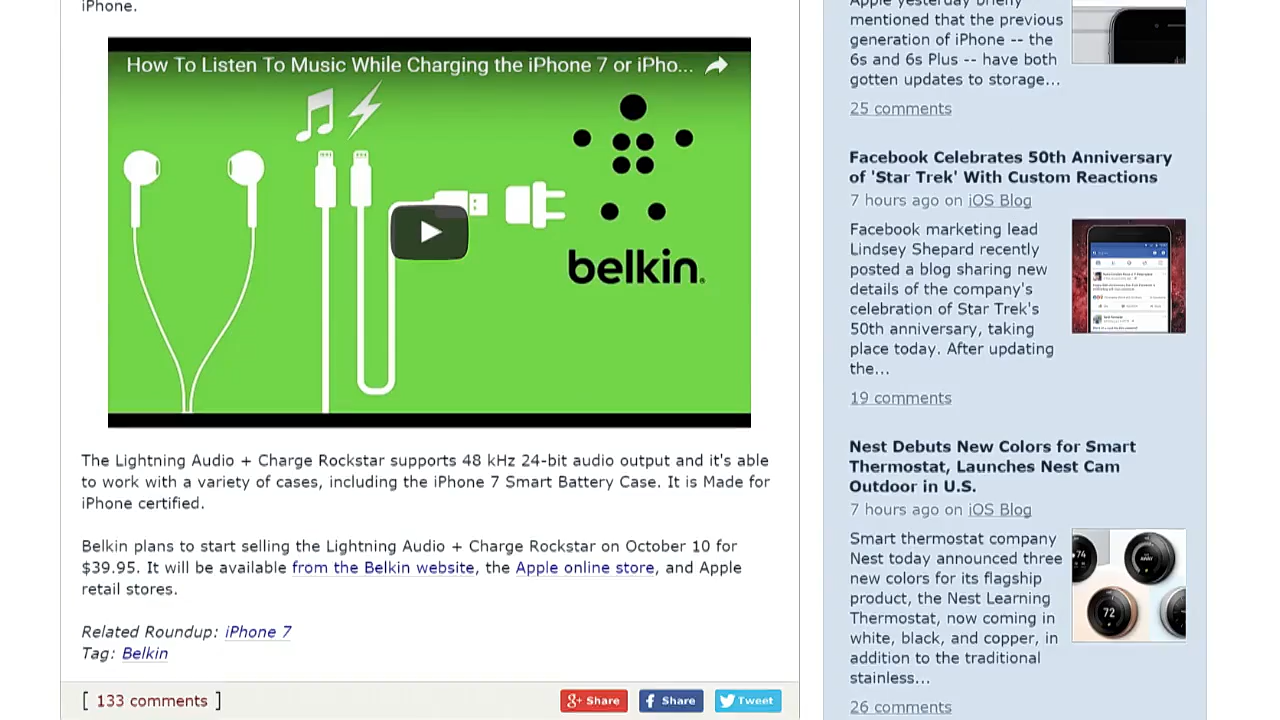 iPhone.
How To Listen To Music While Charging the iPhone 7 or iPho...
belkin.
The Lightning Audio + Charge Rockstar supports 48 kHz 24-bit audio output and it's able
to work with a variety of cases, including the iPhone 7 Smart Battery Case. It is Made for
iPhone certified.
Belkin plans to start selling the Lightning Audio + Charge Rockstar on October 10 for
$39.95. It will be available from the Belkin website, the Apple online store, and Apple
retail stores.
Related Roundup: iPhone 7
Tag: Belkin
[ 133 comments ]
g+ Share
f Share
Tweet
Apple yesterday briefly
mentioned that the previous
generation of iPhone -- the
6s and 6s Plus -- have both
gotten updates to storage...
25 comments
Facebook Celebrates 50th Anniversary
of 'Star Trek' With Custom Reactions
7 hours ago on iOS Blog
Facebook marketing lead
Lindsey Shepard recently
posted a blog sharing new
details of the company's
celebration of Star Trek's
50th anniversary, taking
place today. After updating
the...
19 comments
Nest Debuts New Colors for Smart
Thermostat, Launches Nest Cam
Outdoor in U.S.
7 hours ago on iOS Blog
Smart thermostat company
Nest today announced three
new colors for its flagship
product, the Nest Learning
Thermostat, now coming in
white, black, and copper, in
addition to the traditional
stainless...
74
72
26 comments